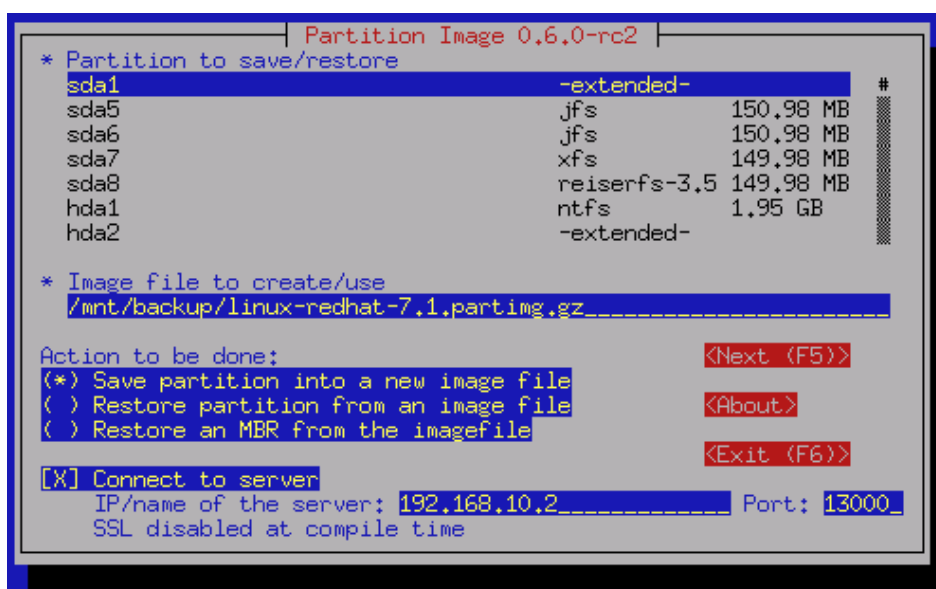 Partition Image 0.6.0-rc2
* Partition to save/restore
sda1 -extended- #
sda5 jfs 150.98 MB
sda6 jfs 150.98 MB
sda7 xfs 149.98 MB
sda8 reiserfs-3.5 149.98 MB
hda1 ntfs 1.95 GB
hda2 -extended-
* Image file to create/use
/mnt/backup/linux-redhat-7.1.partimg.gz_______________________
Action to be done: <Next (F5)>
(*) Save partition into a new image file
( ) Restore partition from an image file <About>
( ) Restore an MBR from the imagefile
<Exit (F6)>
[X] Connect to server
IP/name of the server: 192.168.10.2_____________ Port: 13000_
SSL disabled at compile time